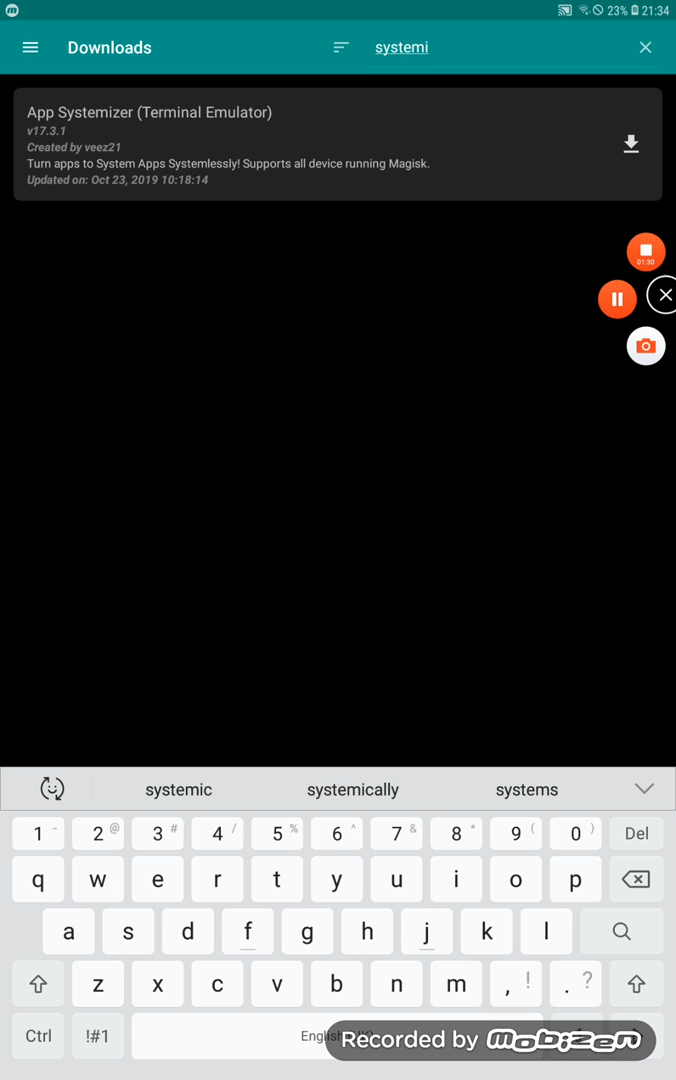 23% 21:34
Downloads systemi
App Systemizer (Terminal Emulator)
v17.3.1
Created by veez21
Turn apps to System Apps Systemlessly! Supports all device running Magisk.
Updated on: Oct 23, 2019 10:18:14
01:30
systemic systemically systems
1 - 2 @ 3 # 4 / 5 % 6 ^ 7 & 8 * 9 ( 0 ) Del
q w e r t y u i o p
a s d f g h j k l
z x c v b n m , ! . ?
Ctrl !#1 English
Recorded by mobizen